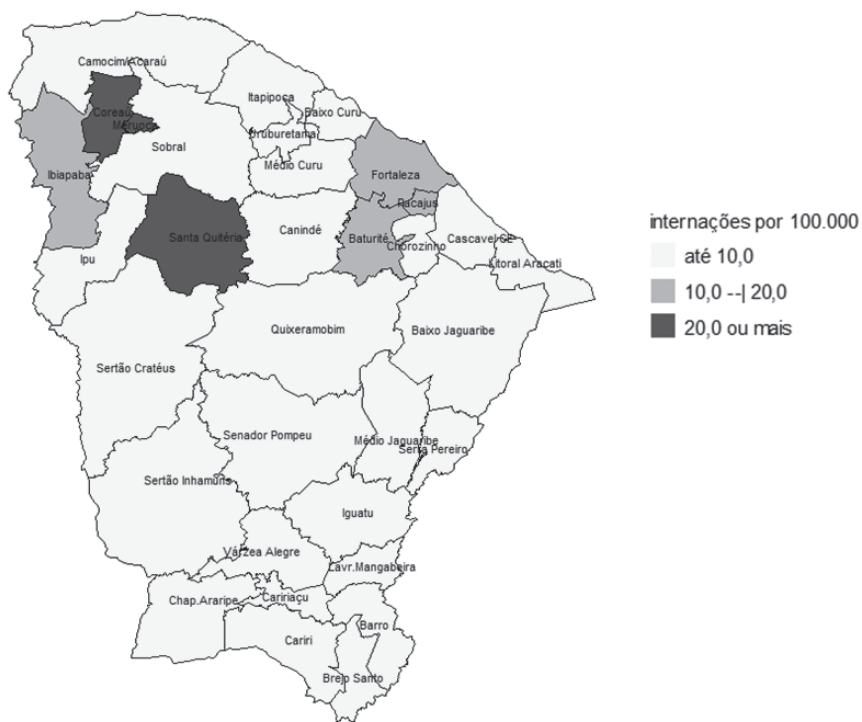 Camocim/Acaraú
Coreaú
Meruoca
Itapipoca
Baixo Curu
Uruburetama
Sobral
Médio Curu
Ibiapaba
Fortaleza
Pacajus
Santa Quitéria
Canindé
Baturité
Chorozinho
Cascavel CE
Litoral Aracati
Ipu
Quixeramobim
Baixo Jaguaribe
Sertão Cratéus
Senador Pompeu
Médio Jaguaribe
Serra Pereiro
Sertão Inhamuns
Iguatu
Várzea Alegre
Lavr.Mangabeira
Chap.Araripe
Caririaçu
Barro
Cariri
Brejo Santo
internações por 100.000
até 10,0
10,0 --| 20,0
20,0 ou mais